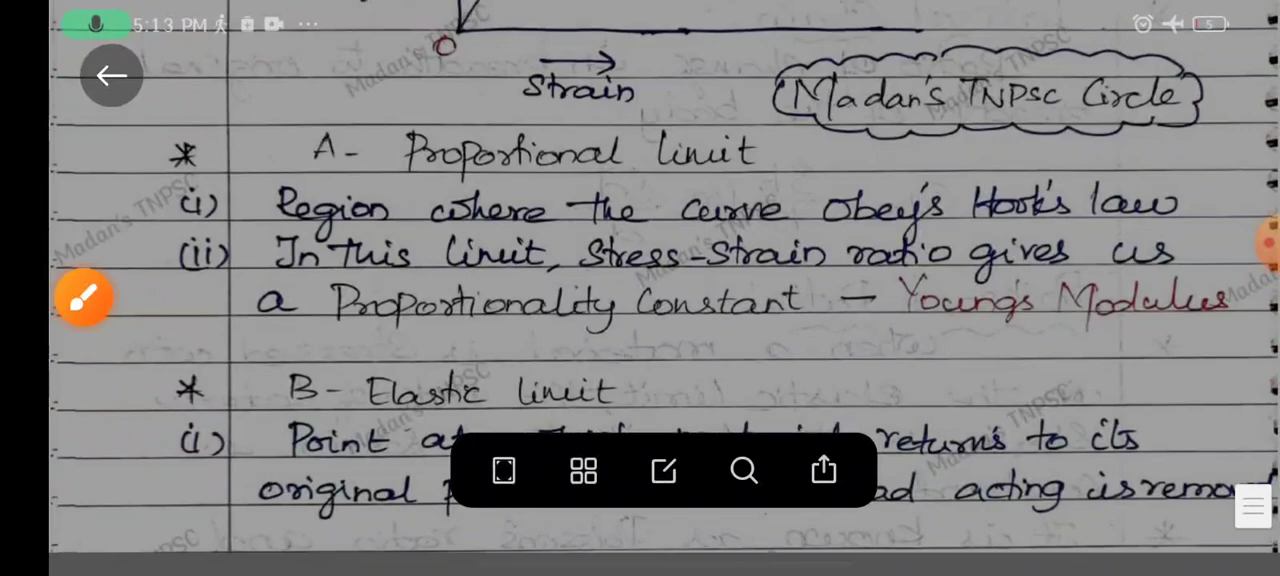 5:13 PM
5
O
Strain
Madan's TNPSC Circle
* A - Proportional limit
(i) Region where the curve Obey's Hook's law
(ii) In this limit, Stress-Strain ratio gives us
a Proportionality Constant - Young's Modulus
* B - Elastic limit
(i) Point at returns to its
original acting is